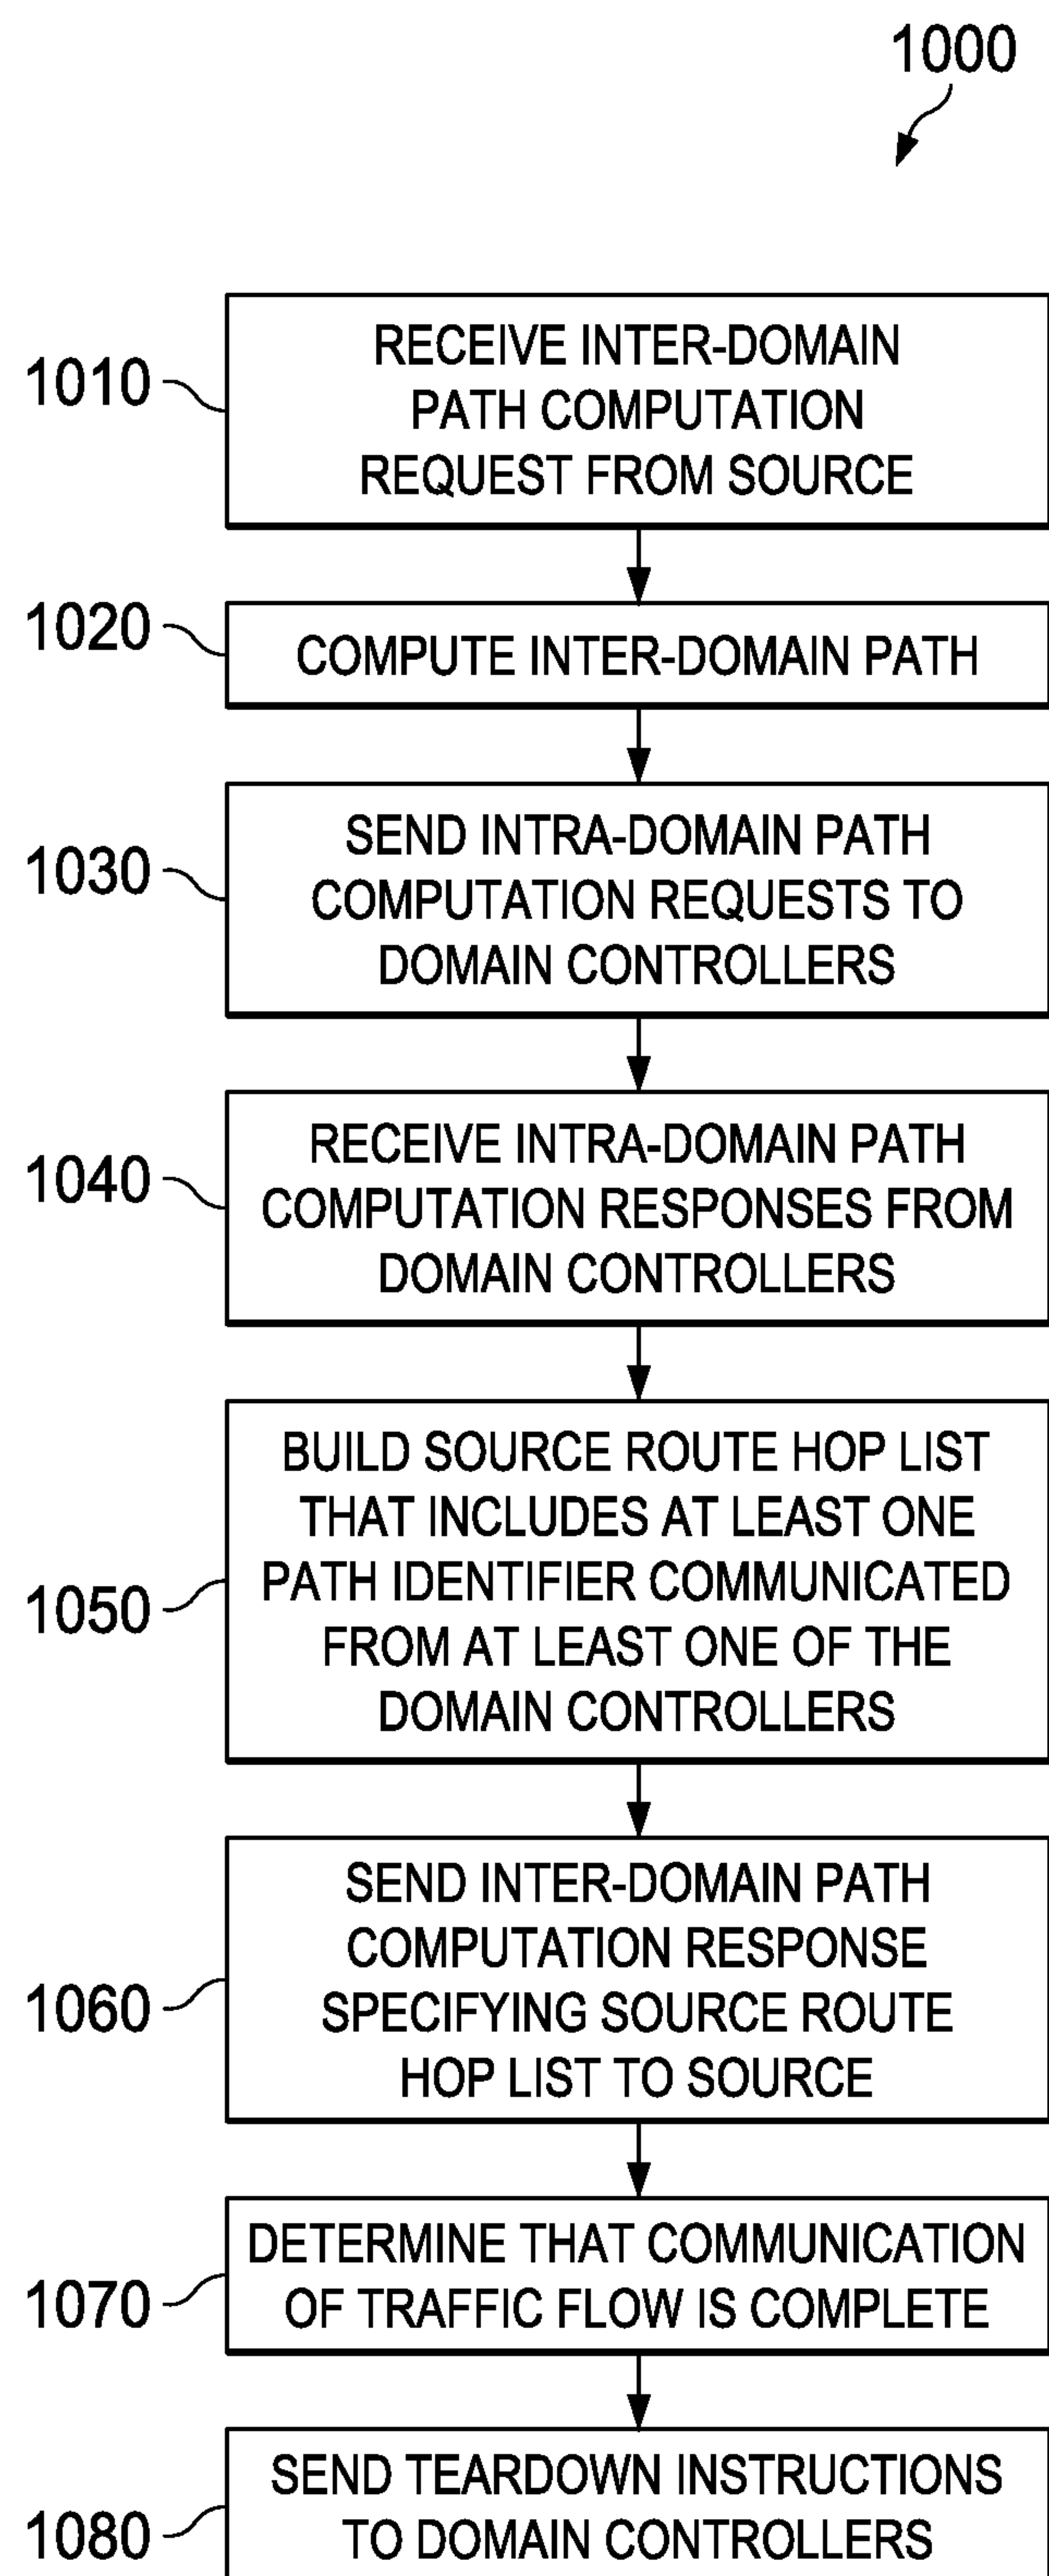 1000
1010
RECEIVE INTER-DOMAIN
PATH COMPUTATION
REQUEST FROM SOURCE
1020
COMPUTE INTER-DOMAIN PATH
1030
SEND INTRA-DOMAIN PATH
COMPUTATION REQUESTS TO
DOMAIN CONTROLLERS
1040
RECEIVE INTRA-DOMAIN PATH
COMPUTATION RESPONSES FROM
DOMAIN CONTROLLERS
1050
BUILD SOURCE ROUTE HOP LIST
THAT INCLUDES AT LEAST ONE
PATH IDENTIFIER COMMUNICATED
FROM AT LEAST ONE OF THE
DOMAIN CONTROLLERS
1060
SEND INTER-DOMAIN PATH
COMPUTATION RESPONSE
SPECIFYING SOURCE ROUTE
HOP LIST TO SOURCE
1070
DETERMINE THAT COMMUNICATION
OF TRAFFIC FLOW IS COMPLETE
1080
SEND TEARDOWN INSTRUCTIONS
TO DOMAIN CONTROLLERS